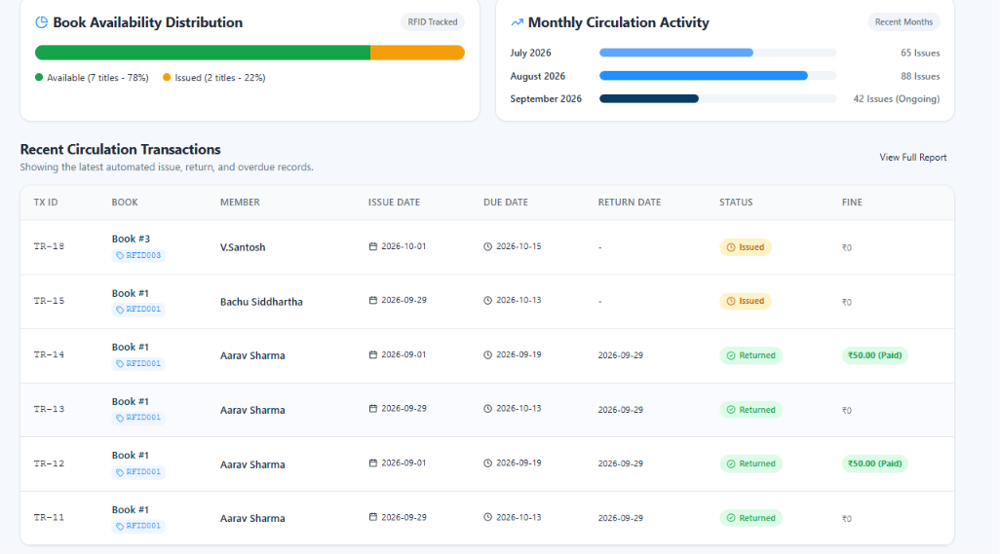 Book Availability Distribution
RFID Tracked
Available (7 titles - 78%) Issued (2 titles - 22%)
Monthly Circulation Activity
Recent Months
July 2026 65 Issues
August 2026 88 Issues
September 2026 42 Issues (Ongoing)
Recent Circulation Transactions
Showing the latest automated issue, return, and overdue records.
View Full Report
TX ID BOOK MEMBER ISSUE DATE DUE DATE RETURN DATE STATUS FINE
TR-18 Book #3 V.Santosh 2026-10-01 2026-10-15 - Issued ₹0
RFID003
TR-15 Book #1 Bachu Siddhartha 2026-09-29 2026-10-13 - Issued ₹0
RFID001
TR-14 Book #1 Aarav Sharma 2026-09-01 2026-09-19 2026-09-29 Returned ₹50.00 (Paid)
RFID001
TR-13 Book #1 Aarav Sharma 2026-09-29 2026-10-13 2026-09-29 Returned ₹0
RFID001
TR-12 Book #1 Aarav Sharma 2026-09-01 2026-09-19 2026-09-29 Returned ₹50.00 (Paid)
RFID001
TR-11 Book #1 Aarav Sharma 2026-09-29 2026-10-13 2026-09-29 Returned ₹0
RFID001